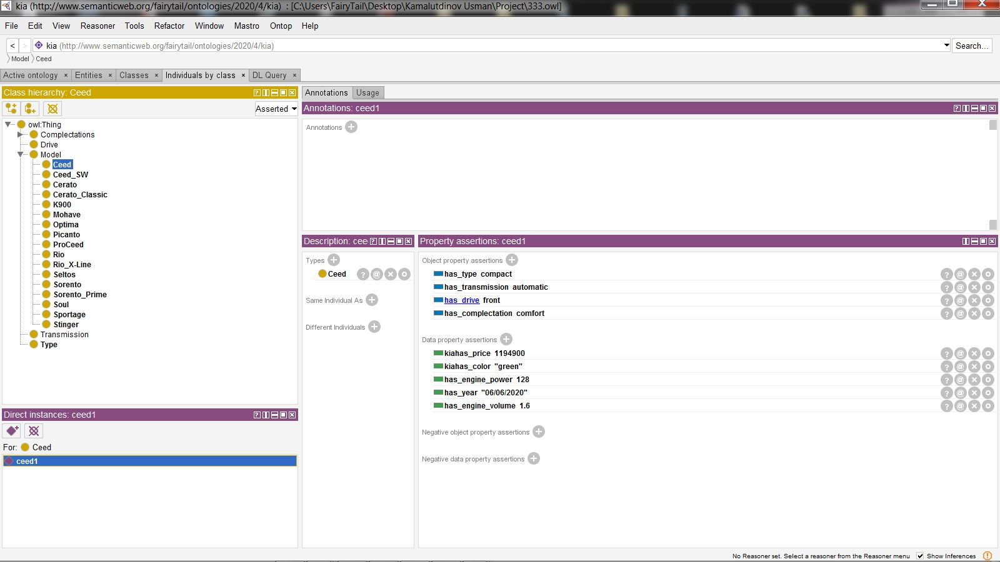 kia (http://www.semanticweb.org/fairytail/ontologies/2020/4/kia) : [C:\Users\FairyTail\Desktop\Kamalutdinov Usman\Project\333.owl]
File Edit View Reasoner Tools Refactor Window Mastro Ontop Help
< > kia (http://www.semanticweb.org/fairytail/ontologies/2020/4/kia) Search...
Model Ceed
Active ontology × Entities × Classes × Individuals by class × DL Query ×
Class hierarchy: Ceed
Asserted
owl:Thing
Complectations
Drive
Model
Ceed
Ceed_SW
Cerato
Cerato_Classic
K900
Mohave
Optima
Picanto
ProCeed
Rio
Rio_X-Line
Seltos
Sorento
Sorento_Prime
Soul
Sportage
Stinger
Transmission
Type
Direct instances: ceed1
For: Ceed
ceed1
Annotations Usage
Annotations: ceed1
Annotations
Description: cee
Types
Ceed
Same Individual As
Different Individuals
Property assertions: ceed1
Object property assertions
has_type compact
has_transmission automatic
has_drive front
has_complectation comfort
Data property assertions
kiahas_price 1194900
kiahas_color "green"
has_engine_power 128
has_year "06/06/2020"
has_engine_volume 1.6
Negative object property assertions
Negative data property assertions
No Reasoner set. Select a reasoner from the Reasoner menu Show Inferences